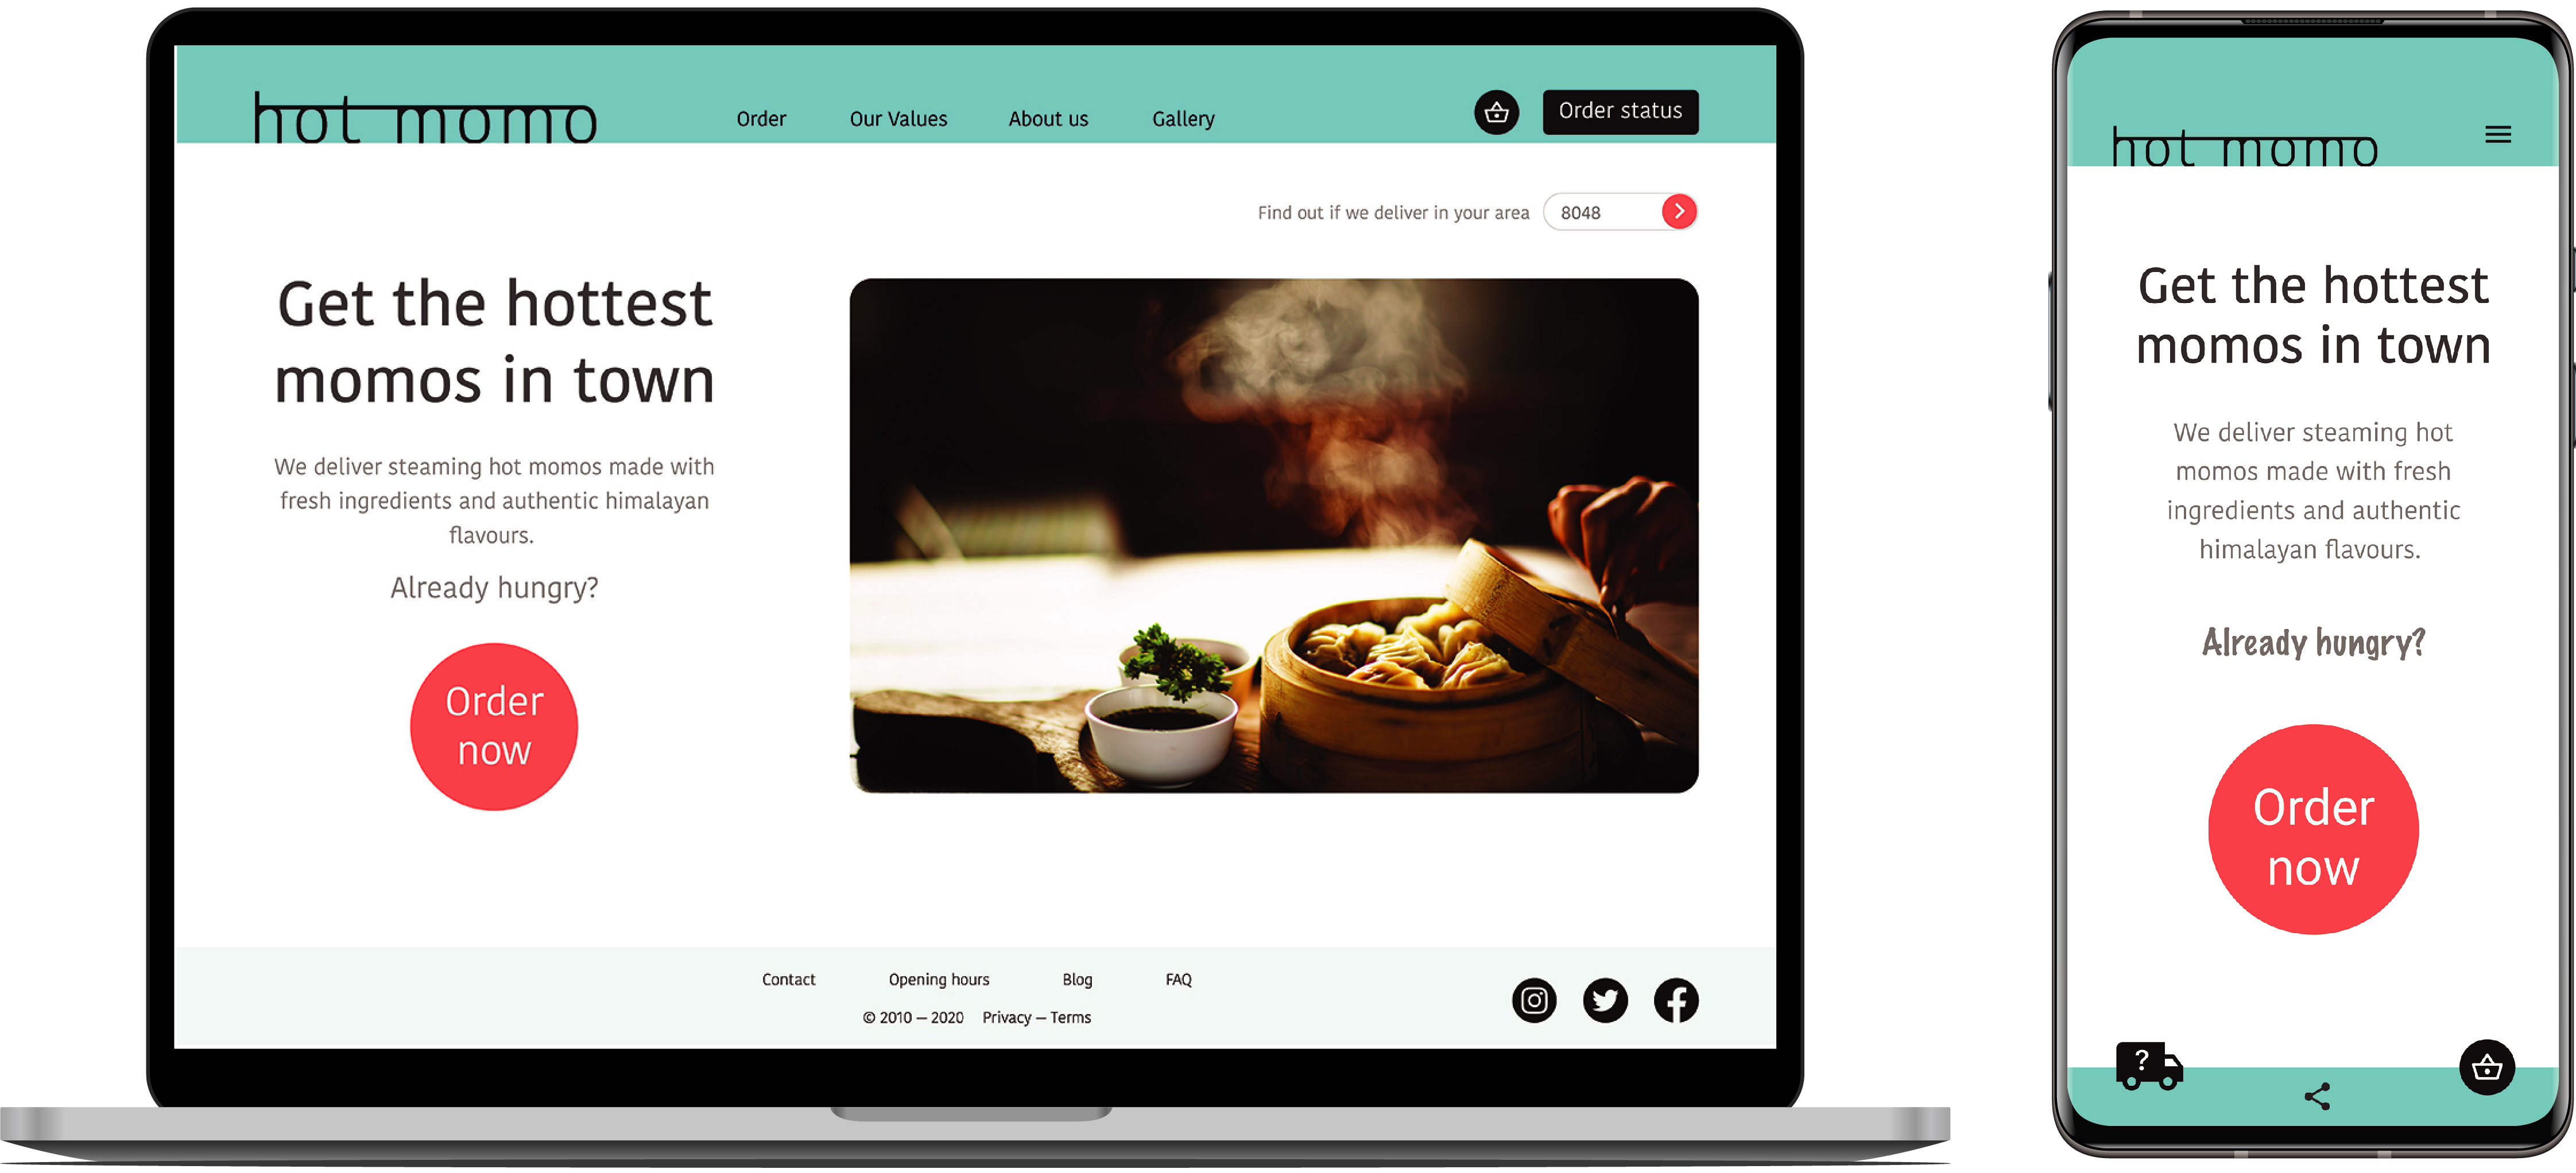 hot momo
Order Our Values About us Gallery
Order status
Find out if we deliver in your area 8048
Get the hottest
momos in town
We deliver steaming hot momos made with
fresh ingredients and authentic himalayan
flavours.
Already hungry?
Order
now
Contact Opening hours Blog FAQ
© 2010 – 2020 Privacy – Terms
hot momo
Get the hottest
momos in town
We deliver steaming hot
momos made with fresh
ingredients and authentic
himalayan flavours.
Already hungry?
Order
now
?